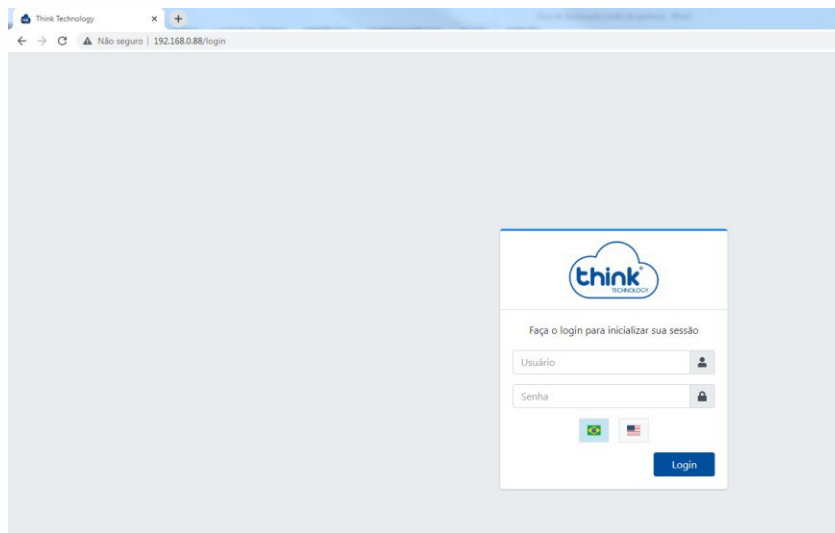 Think Technology
Não seguro | 192.168.0.88/login
think
TECHNOLOGY
Faça o login para inicializar sua sessão
Usuário
Senha
Login